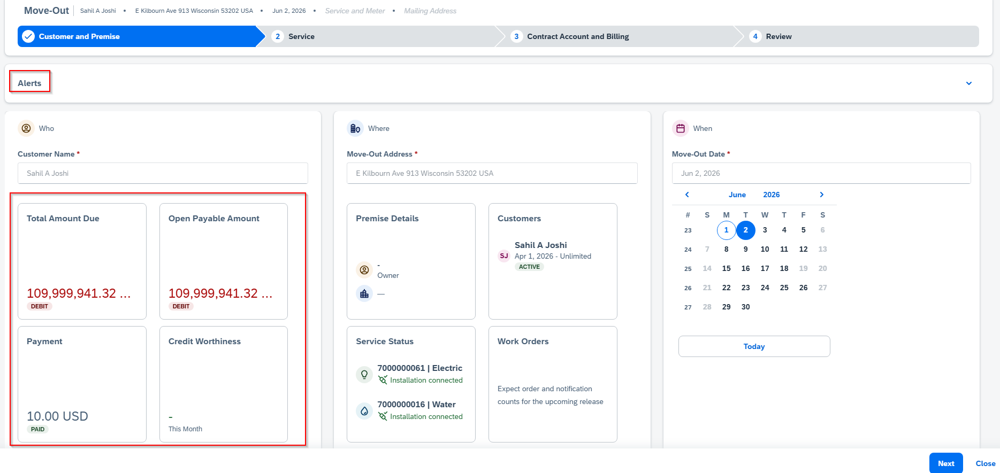 Move-Out Sahil A Joshi • E Kilbourn Ave 913 Wisconsin 53202 USA • Jun 2, 2026 • Service and Meter • Mailing Address
Customer and Premise
2 Service
3 Contract Account and Billing
4 Review
Alerts
Who
Customer Name *
Sahil A Joshi
Total Amount Due
109,999,941.32 ...
DEBIT
Open Payable Amount
109,999,941.32 ...
DEBIT
Payment
10.00 USD
PAID
Credit Worthiness
-
This Month
Where
Move-Out Address *
E Kilbourn Ave 913 Wisconsin 53202 USA
Premise Details
-
Owner
—
Customers
SJ
Sahil A Joshi
Apr 1, 2026 - Unlimited
ACTIVE
Service Status
7000000061 | Electric
Installation connected
7000000016 | Water
Installation connected
Work Orders
Expect order and notification
counts for the upcoming release
When
Move-Out Date *
Jun 2, 2026
June 2026
# S M T W T F S
23 1 2 3 4 5 6
24 7 8 9 10 11 12 13
25 14 15 16 17 18 19 20
26 21 22 23 24 25 26 27
27 28 29 30
Today
Next Close